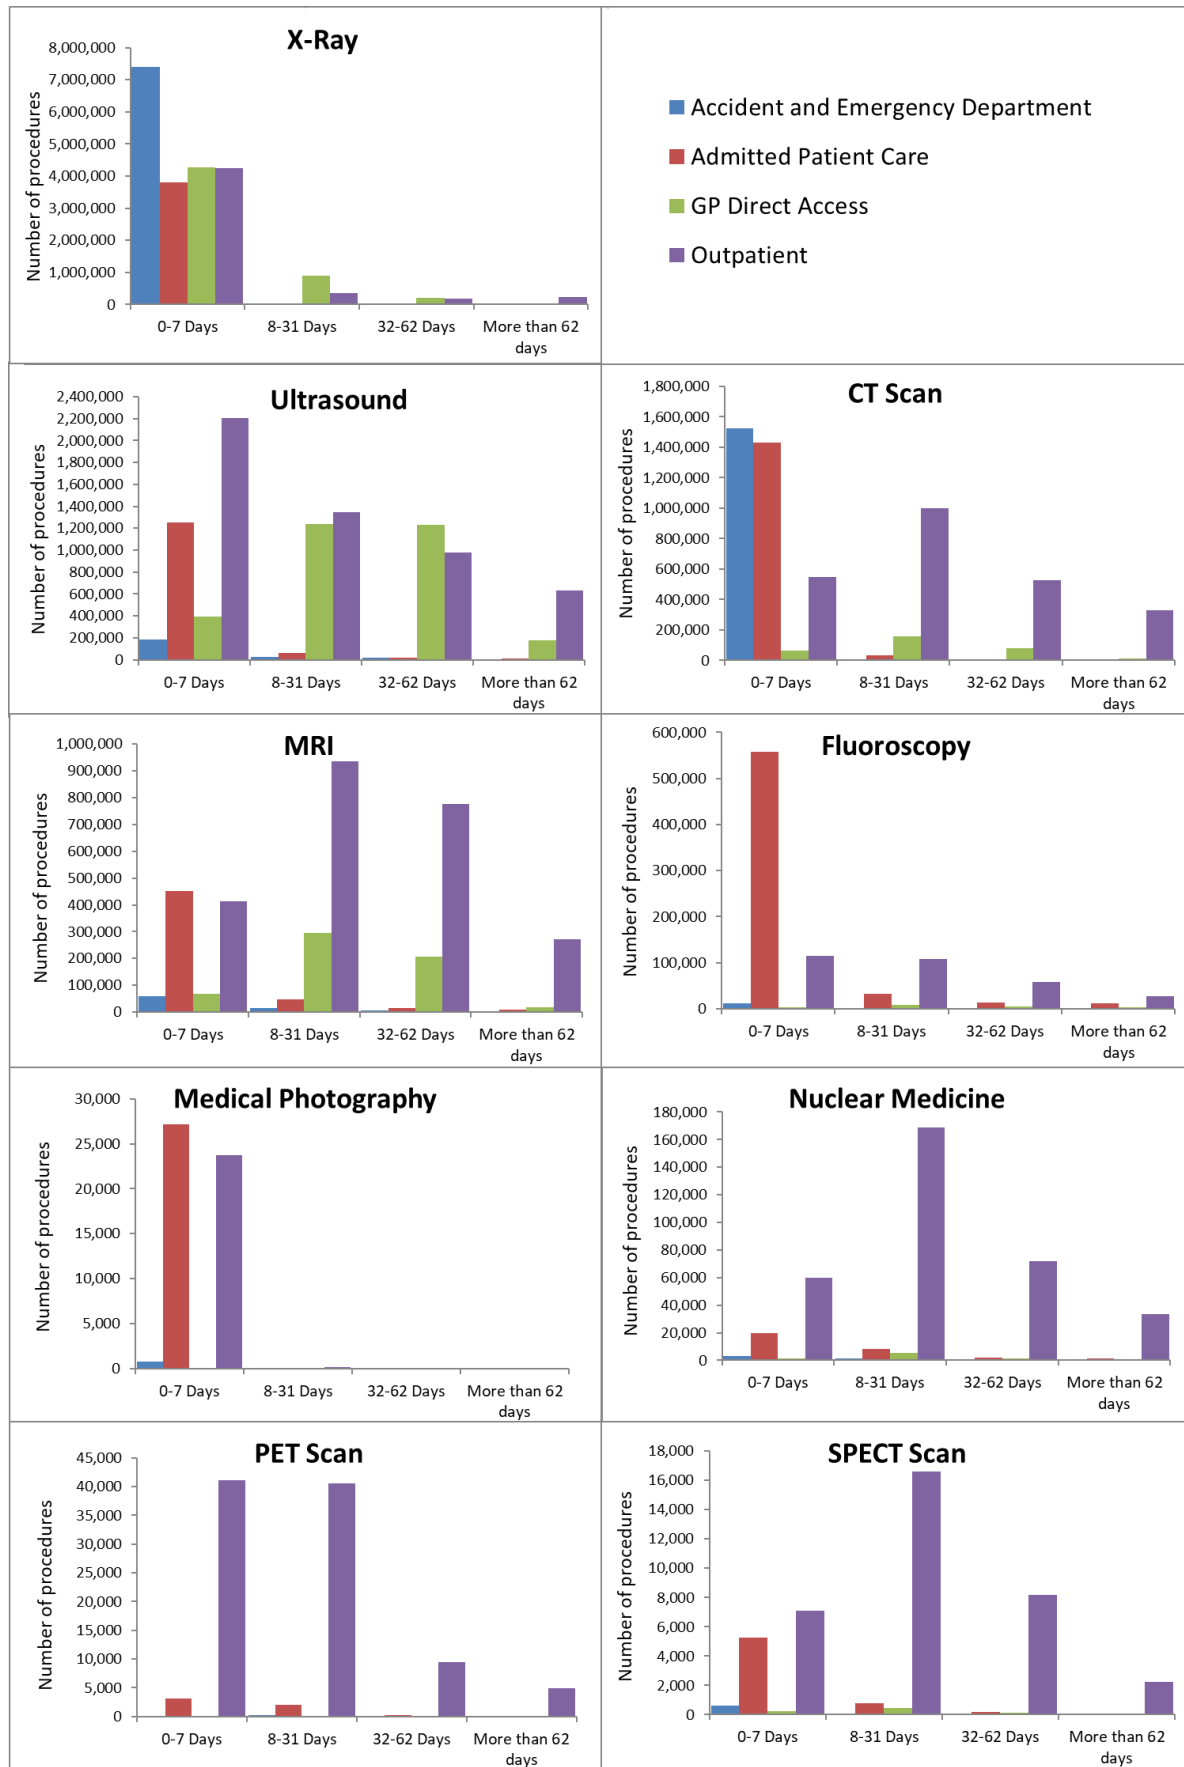 X-Ray
Number of procedures
8,000,000
7,000,000
6,000,000
5,000,000
4,000,000
3,000,000
2,000,000
1,000,000
0
0-7 Days
8-31 Days
32-62 Days
More than 62
days
Accident and Emergency Department
Admitted Patient Care
GP Direct Access
Outpatient
Ultrasound
Number of procedures
2,400,000
2,200,000
2,000,000
1,800,000
1,600,000
1,400,000
1,200,000
1,000,000
800,000
600,000
400,000
200,000
0
0-7 Days
8-31 Days
32-62 Days
More than 62
days
CT Scan
Number of procedures
1,800,000
1,600,000
1,400,000
1,200,000
1,000,000
800,000
600,000
400,000
200,000
0
0-7 Days
8-31 Days
32-62 Days
More than 62
days
MRI
Number of procedures
1,000,000
900,000
800,000
700,000
600,000
500,000
400,000
300,000
200,000
100,000
0
0-7 Days
8-31 Days
32-62 Days
More than 62
days
Fluoroscopy
Number of procedures
600,000
500,000
400,000
300,000
200,000
100,000
0
0-7 Days
8-31 Days
32-62 Days
More than 62
days
Medical Photography
Number of procedures
30,000
25,000
20,000
15,000
10,000
5,000
0
0-7 Days
8-31 Days
32-62 Days
More than 62
days
Nuclear Medicine
Number of procedures
180,000
160,000
140,000
120,000
100,000
80,000
60,000
40,000
20,000
0
0-7 Days
8-31 Days
32-62 Days
More than 62
days
PET Scan
Number of procedures
45,000
40,000
35,000
30,000
25,000
20,000
15,000
10,000
5,000
0
0-7 Days
8-31 Days
32-62 Days
More than 62
days
SPECT Scan
Number of procedures
18,000
16,000
14,000
12,000
10,000
8,000
6,000
4,000
2,000
0
0-7 Days
8-31 Days
32-62 Days
More than 62
days